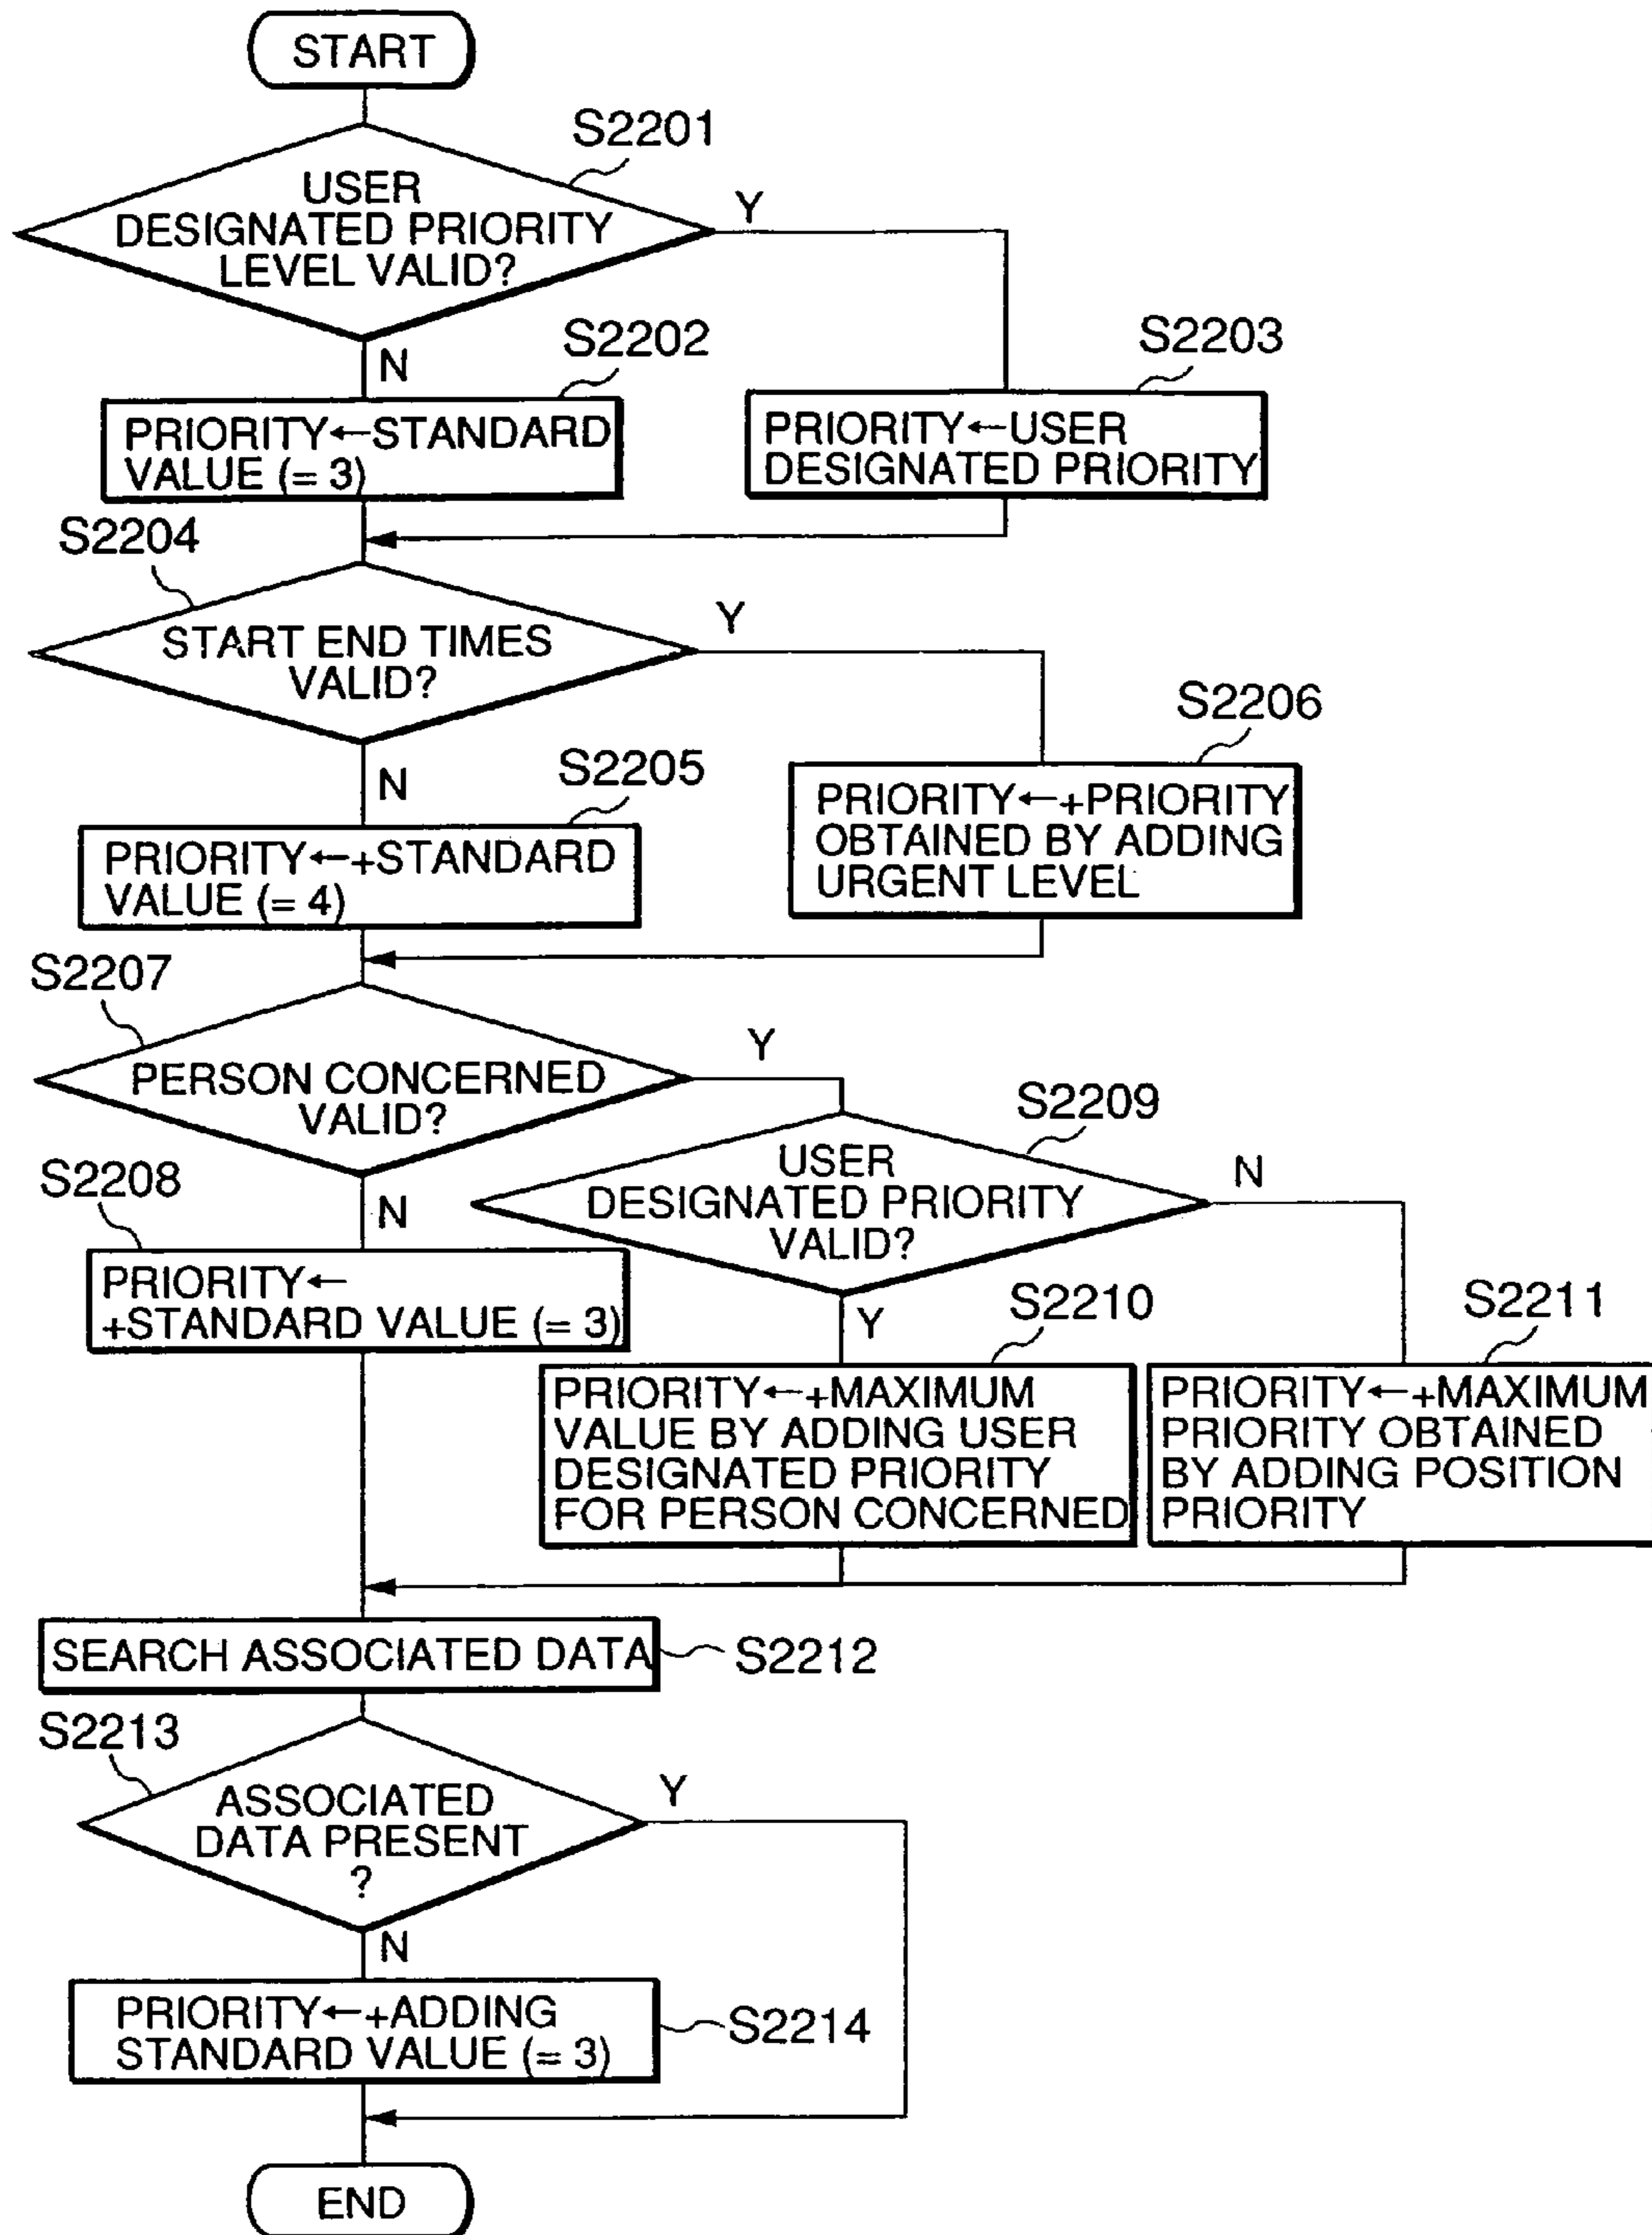 START
S2201
USER
DESIGNATED PRIORITY
LEVEL VALID?
Y
N
S2202
PRIORITY←STANDARD
VALUE (= 3)
S2203
PRIORITY←USER
DESIGNATED PRIORITY
S2204
START END TIMES
VALID?
Y
N
S2205
PRIORITY←+STANDARD
VALUE (= 4)
S2206
PRIORITY←+PRIORITY
OBTAINED BY ADDING
URGENT LEVEL
S2207
PERSON CONCERNED
VALID?
Y
N
S2208
PRIORITY←
+STANDARD VALUE (= 3)
S2209
USER
DESIGNATED PRIORITY
VALID?
N
Y
S2210
PRIORITY←+MAXIMUM
VALUE BY ADDING USER
DESIGNATED PRIORITY
FOR PERSON CONCERNED
S2211
PRIORITY←+MAXIMUM
PRIORITY OBTAINED
BY ADDING POSITION
PRIORITY
SEARCH ASSOCIATED DATA
S2212
S2213
ASSOCIATED
DATA PRESENT
?
Y
N
PRIORITY←+ADDING
STANDARD VALUE (= 3)
S2214
END